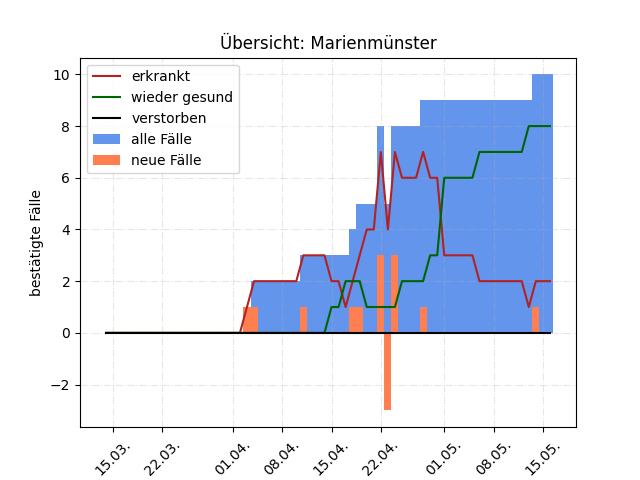 Übersicht: Marienmünster
erkrankt
wieder gesund
verstorben
alle Fälle
neue Fälle
bestätigte Fälle
10
8
6
4
2
0
−2
15.03.
22.03.
01.04.
08.04.
15.04.
22.04.
01.05.
08.05.
15.05.